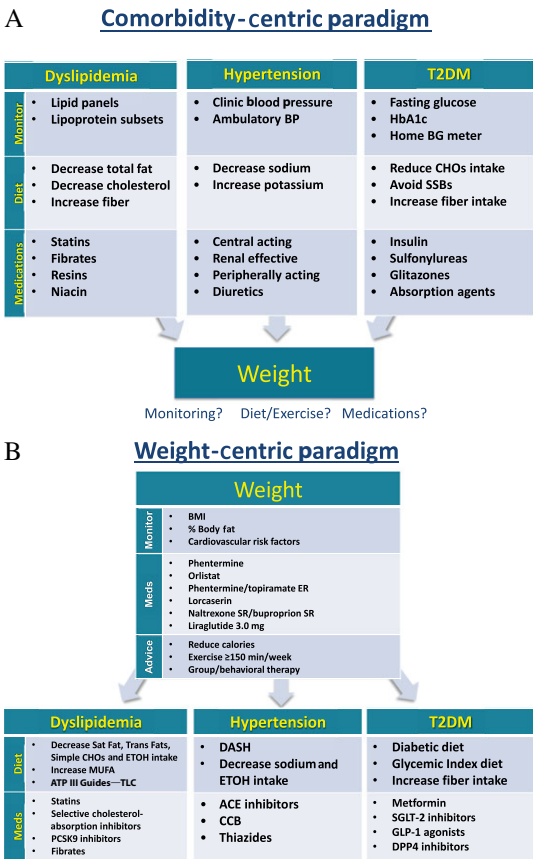 A
Comorbidity-centric paradigm
Dyslipidemia
Hypertension
T2DM
Monitor
• Lipid panels
• Lipoprotein subsets
• Clinic blood pressure
• Ambulatory BP
• Fasting glucose
• HbA1c
• Home BG meter
Diet
• Decrease total fat
• Decrease cholesterol
• Increase fiber
• Decrease sodium
• Increase potassium
• Reduce CHOs intake
• Avoid SSBs
• Increase fiber intake
Medications
• Statins
• Fibrates
• Resins
• Niacin
• Central acting
• Renal effective
• Peripherally acting
• Diuretics
• Insulin
• Sulfonylureas
• Glitazones
• Absorption agents
Weight
Monitoring? Diet/Exercise? Medications?
B
Weight-centric paradigm
Weight
Monitor
• BMI
• % Body fat
• Cardiovascular risk factors
Meds
• Phentermine
• Orlistat
• Phentermine/topiramate ER
• Lorcaserin
• Naltrexone SR/buproprion SR
• Liraglutide 3.0 mg
Advice
• Reduce calories
• Exercise ≥150 min/week
• Group/behavioral therapy
Dyslipidemia
Hypertension
T2DM
Diet
• Decrease Sat Fat, Trans Fats,
Simple CHOs and ETOH intake
• Increase MUFA
• ATP III Guides—TLC
• DASH
• Decrease sodium and
ETOH intake
• Diabetic diet
• Glycemic Index diet
• Increase fiber intake
Meds
• Statins
• Selective cholesterol-
absorption inhibitors
• PCSK9 inhibitors
• Fibrates
• ACE inhibitors
• CCB
• Thiazides
• Metformin
• SGLT-2 inhibitors
• GLP-1 agonists
• DPP4 inhibitors